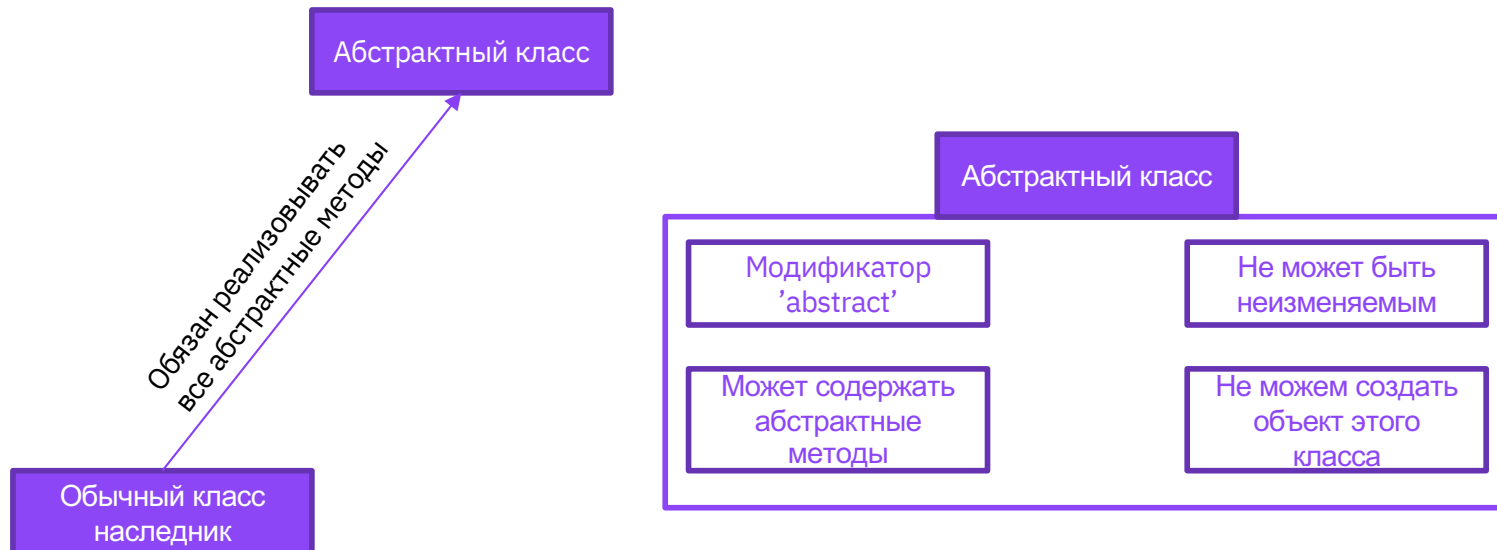 Абстрактный класс
Обязан реализовывать
все абстрактные методы
Обычный класс
наследник
Абстрактный класс
Модификатор
’abstract’
Не может быть
неизменяемым
Может содержать
абстрактные
методы
Не можем создать
объект этого
класса